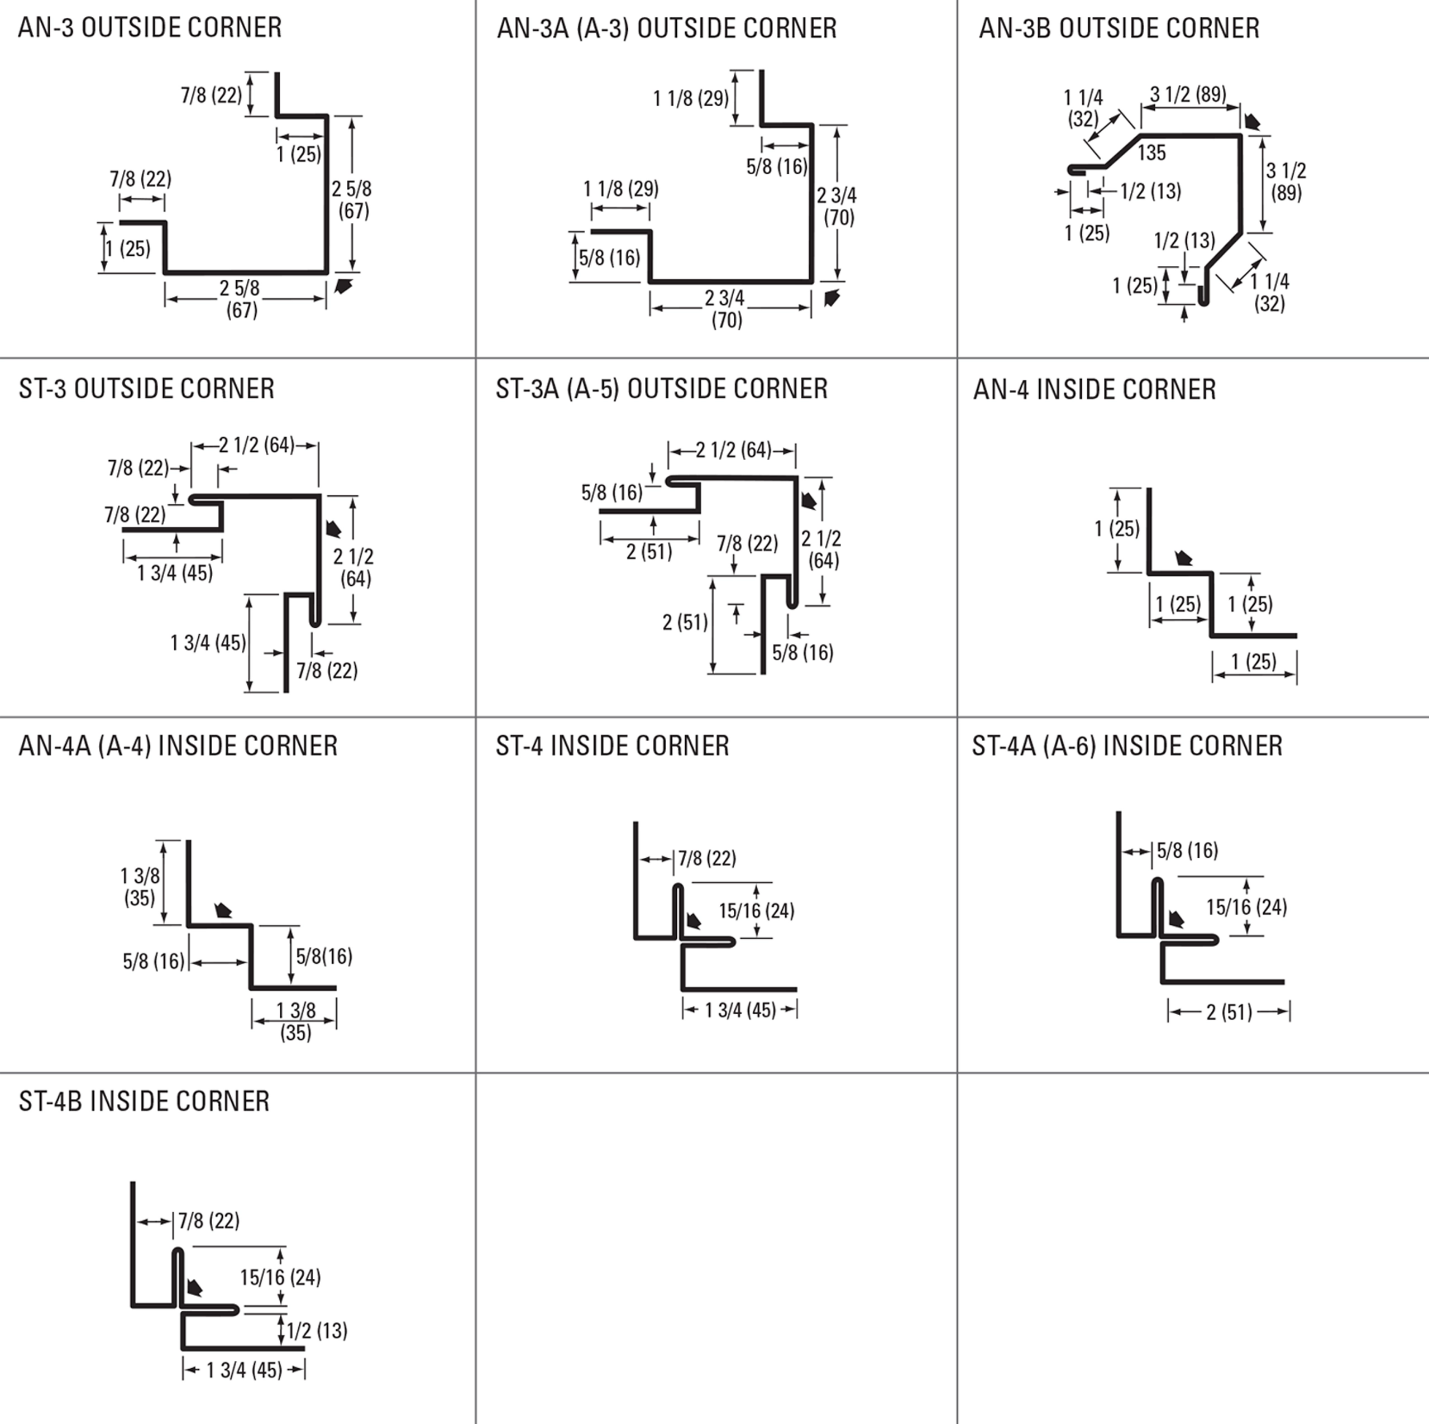 AN-3 OUTSIDE CORNER
7/8 (22)
1 (25)
7/8 (22)
2 5/8
(67)
1 (25)
2 5/8
(67)
AN-3A (A-3) OUTSIDE CORNER
1 1/8 (29)
5/8 (16)
1 1/8 (29)
2 3/4
(70)
5/8 (16)
2 3/4
(70)
AN-3B OUTSIDE CORNER
1 1/4
(32)
3 1/2 (89)
135
3 1/2
(89)
1/2 (13)
1 (25)
1/2 (13)
1 (25)
1 1/4
(32)
ST-3 OUTSIDE CORNER
2 1/2 (64)
7/8 (22)
7/8 (22)
1 3/4 (45)
2 1/2
(64)
1 3/4 (45)
7/8 (22)
ST-3A (A-5) OUTSIDE CORNER
2 1/2 (64)
5/8 (16)
2 (51)
7/8 (22)
2 1/2
(64)
2 (51)
5/8 (16)
AN-4 INSIDE CORNER
1 (25)
1 (25)
1 (25)
1 (25)
AN-4A (A-4) INSIDE CORNER
1 3/8
(35)
5/8 (16)
5/8(16)
1 3/8
(35)
ST-4 INSIDE CORNER
7/8 (22)
15/16 (24)
1 3/4 (45)
ST-4A (A-6) INSIDE CORNER
5/8 (16)
15/16 (24)
2 (51)
ST-4B INSIDE CORNER
7/8 (22)
15/16 (24)
1/2 (13)
1 3/4 (45)